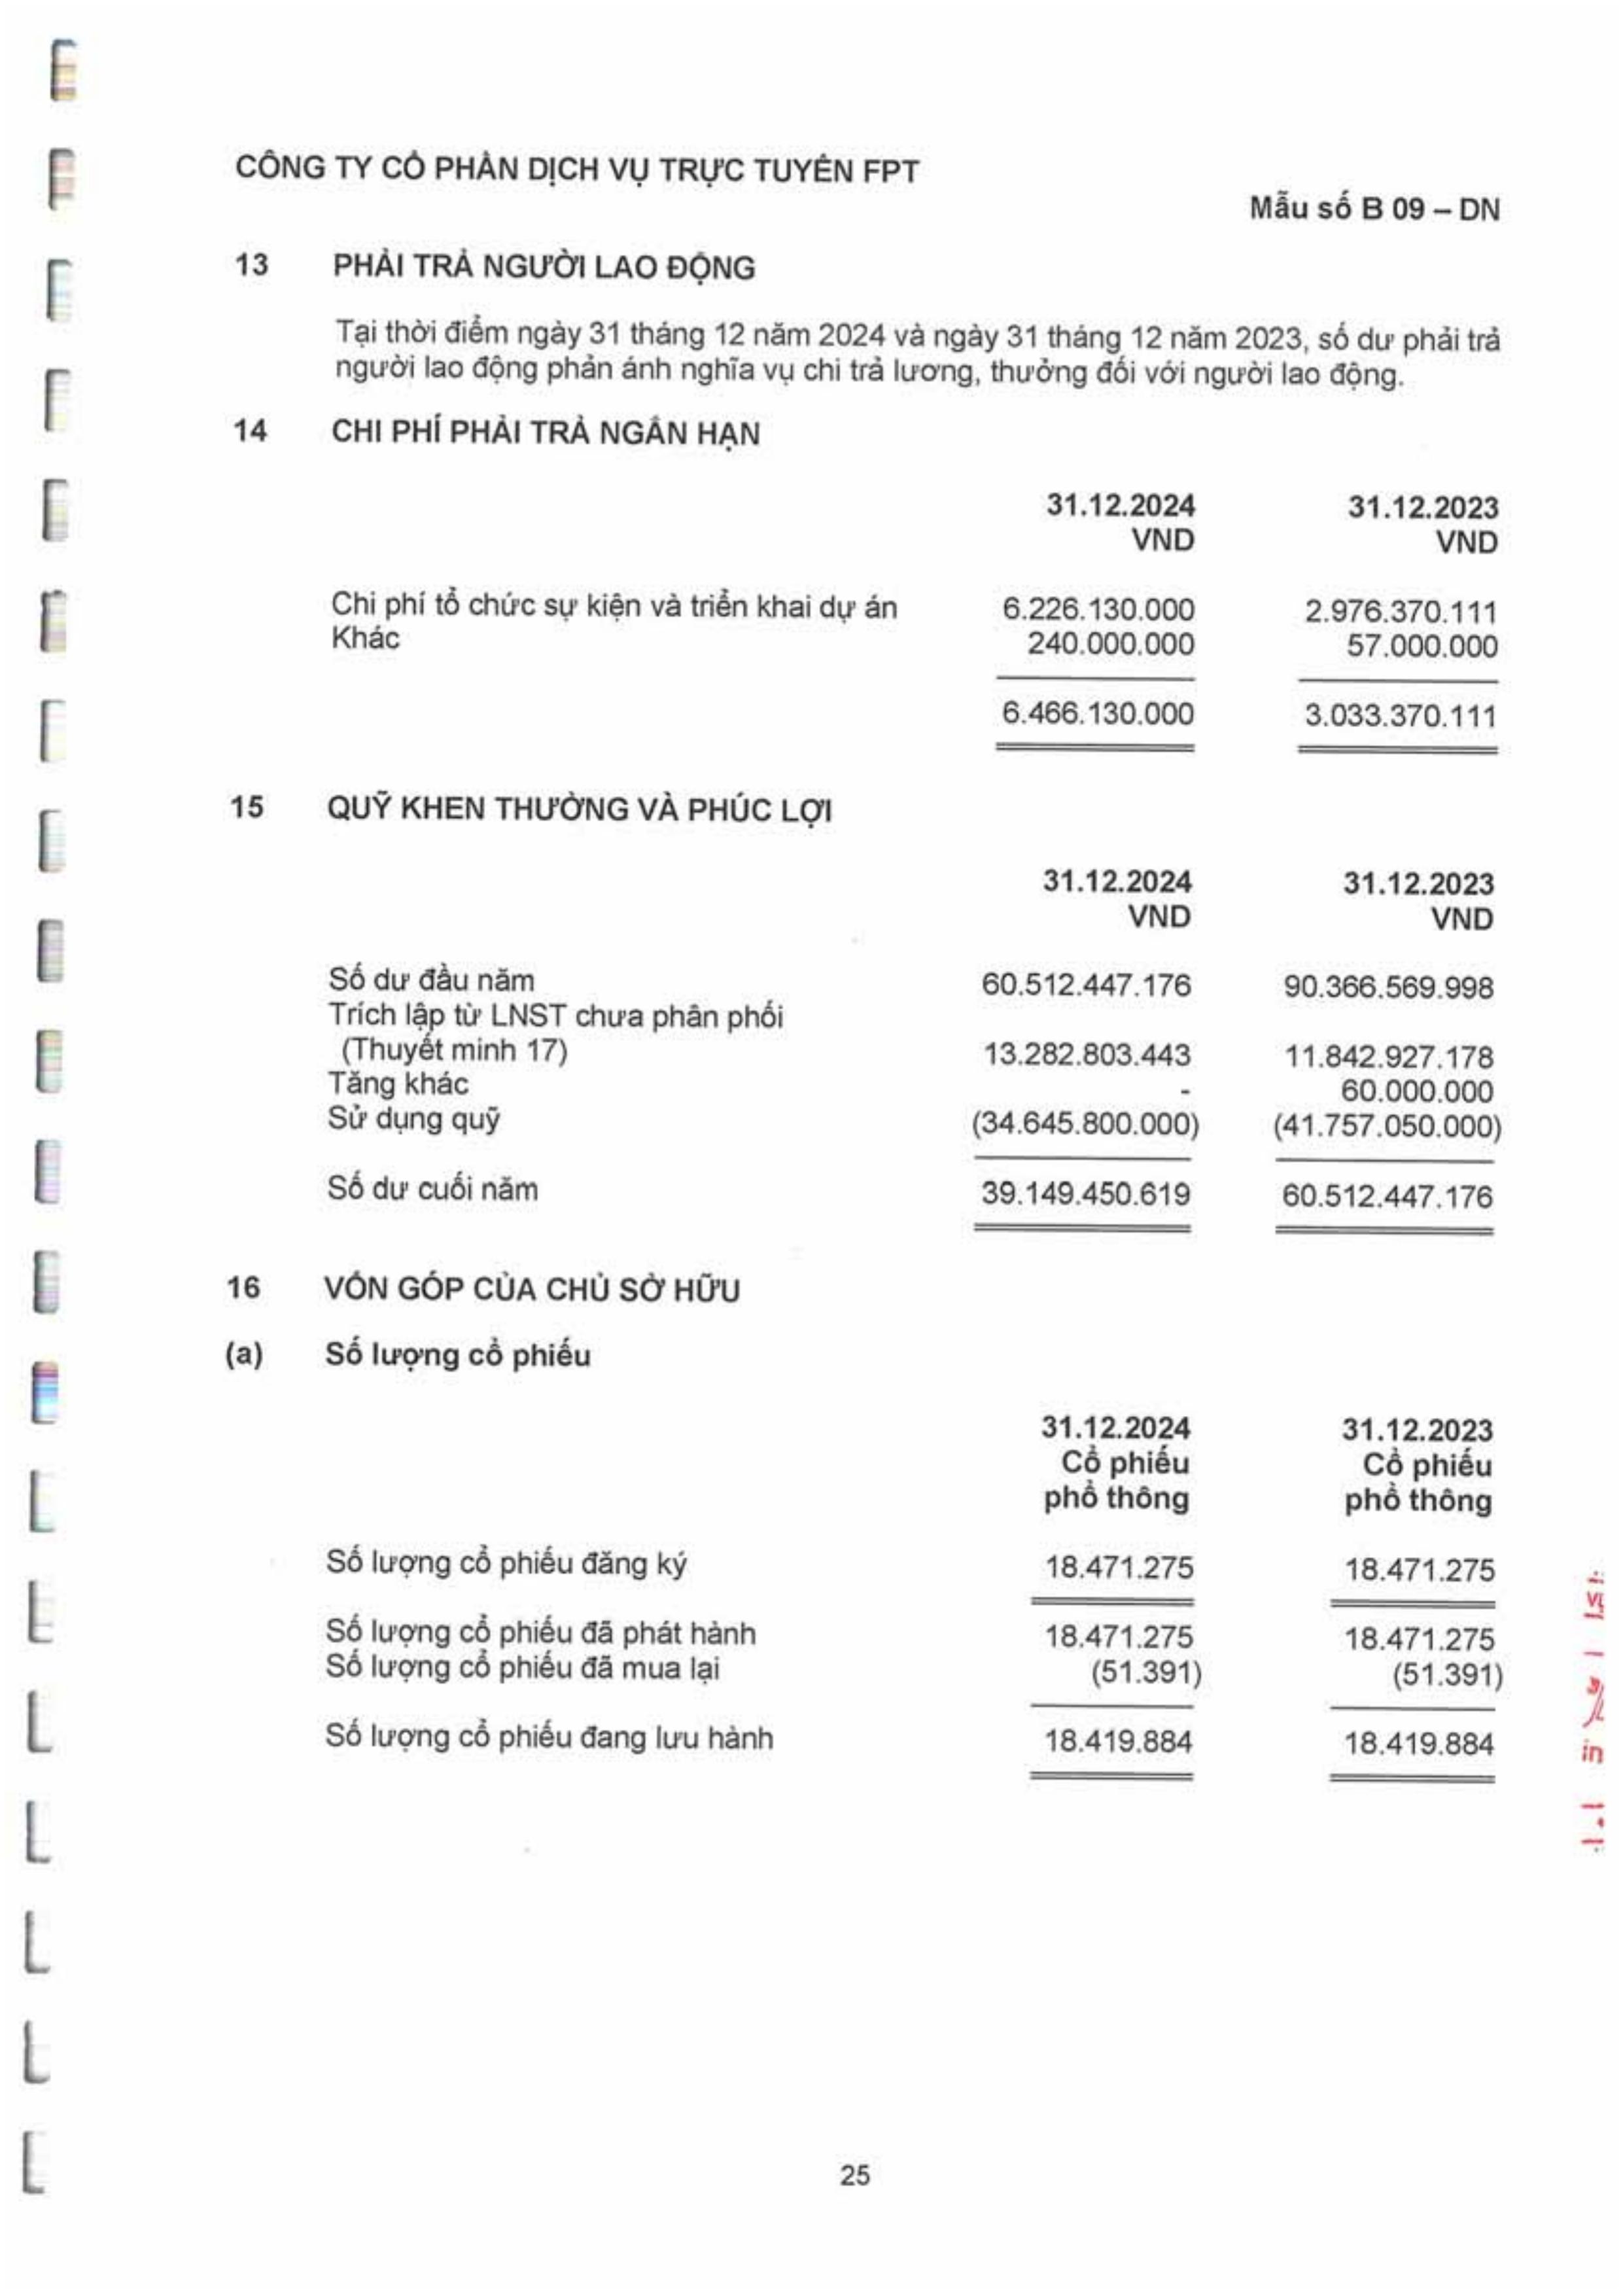 CÔNG TY CỔ PHẦN DỊCH VỤ TRỰC TUYẾN FPT
Mẫu số B 09 – DN
13 PHẢI TRẢ NGƯỜI LAO ĐỘNG
Tại thời điểm ngày 31 tháng 12 năm 2024 và ngày 31 tháng 12 năm 2023, số dư phải trả
người lao động phản ánh nghĩa vụ chi trả lương, thưởng đối với người lao động.
14 CHI PHÍ PHẢI TRẢ NGẮN HẠN
31.12.2024 31.12.2023
VND VND
Chi phí tổ chức sự kiện và triển khai dự án 6.226.130.000 2.976.370.111
Khác 240.000.000 57.000.000
6.466.130.000 3.033.370.111
15 QUỸ KHEN THƯỞNG VÀ PHÚC LỢI
31.12.2024 31.12.2023
VND VND
Số dư đầu năm 60.512.447.176 90.366.569.998
Trích lập từ LNST chưa phân phối
(Thuyết minh 17) 13.282.803.443 11.842.927.178
Tăng khác - 60.000.000
Sử dụng quỹ (34.645.800.000) (41.757.050.000)
Số dư cuối năm 39.149.450.619 60.512.447.176
16 VỐN GÓP CỦA CHỦ SỞ HỮU
(a) Số lượng cổ phiếu
31.12.2024 31.12.2023
Cổ phiếu Cổ phiếu
phổ thông phổ thông
Số lượng cổ phiếu đăng ký 18.471.275 18.471.275
Số lượng cổ phiếu đã phát hành 18.471.275 18.471.275
Số lượng cổ phiếu đã mua lại (51.391) (51.391)
Số lượng cổ phiếu đang lưu hành 18.419.884 18.419.884
25